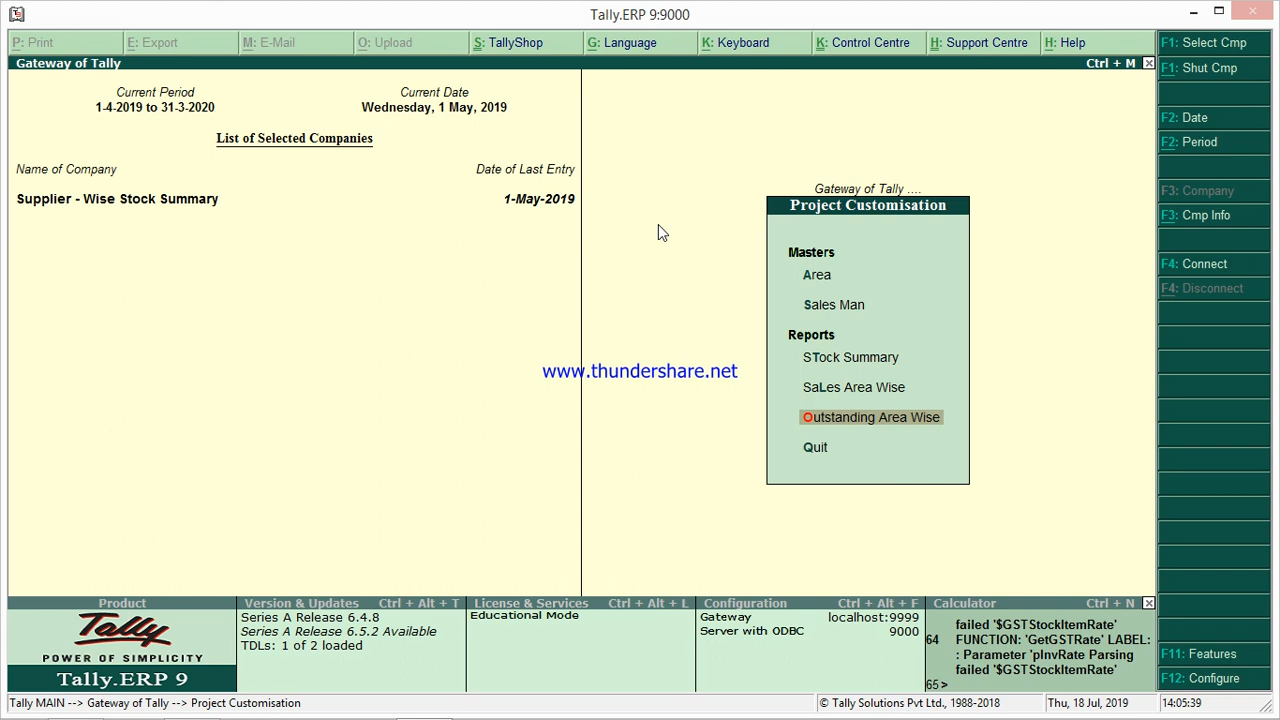 Tally.ERP 9:9000
P: Print
E: Export
M: E-Mail
O: Upload
S: TallyShop
G: Language
K: Keyboard
K: Control Centre
H: Support Centre
H: Help
F1: Select Cmp
Gateway of Tally
Ctrl + M
F1: Shut Cmp
Current Period
1-4-2019 to 31-3-2020
Current Date
Wednesday, 1 May, 2019
F2: Date
List of Selected Companies
F2: Period
Name of Company
Date of Last Entry
Supplier - Wise Stock Summary
1-May-2019
Gateway of Tally ....
Project Customisation
F3: Company
F3: Cmp Info
Masters
Area
Sales Man
F4: Connect
F4: Disconnect
Reports
STock Summary
SaLes Area Wise
Outstanding Area Wise
Quit
www.thundershare.net
Product
Tally
POWER OF SIMPLICITY
Tally.ERP 9
Version & Updates
Ctrl + Alt + T
Series A Release 6.4.8
Series A Release 6.5.2 Available
TDLs: 1 of 2 loaded
License & Services
Ctrl + Alt + L
Educational Mode
Configuration
Ctrl + Alt + F
Gateway
localhost:9999
Server with ODBC
9000
Calculator
Ctrl + N
failed '$GSTStockItemRate'
64 FUNCTION: 'GetGSTRate' LABEL:
: Parameter 'pInvRate Parsing
failed '$GSTStockItemRate'
65 >
F11: Features
F12: Configure
Tally MAIN --> Gateway of Tally --> Project Customisation
© Tally Solutions Pvt Ltd., 1988-2018
Thu, 18 Jul, 2019
14:05:39